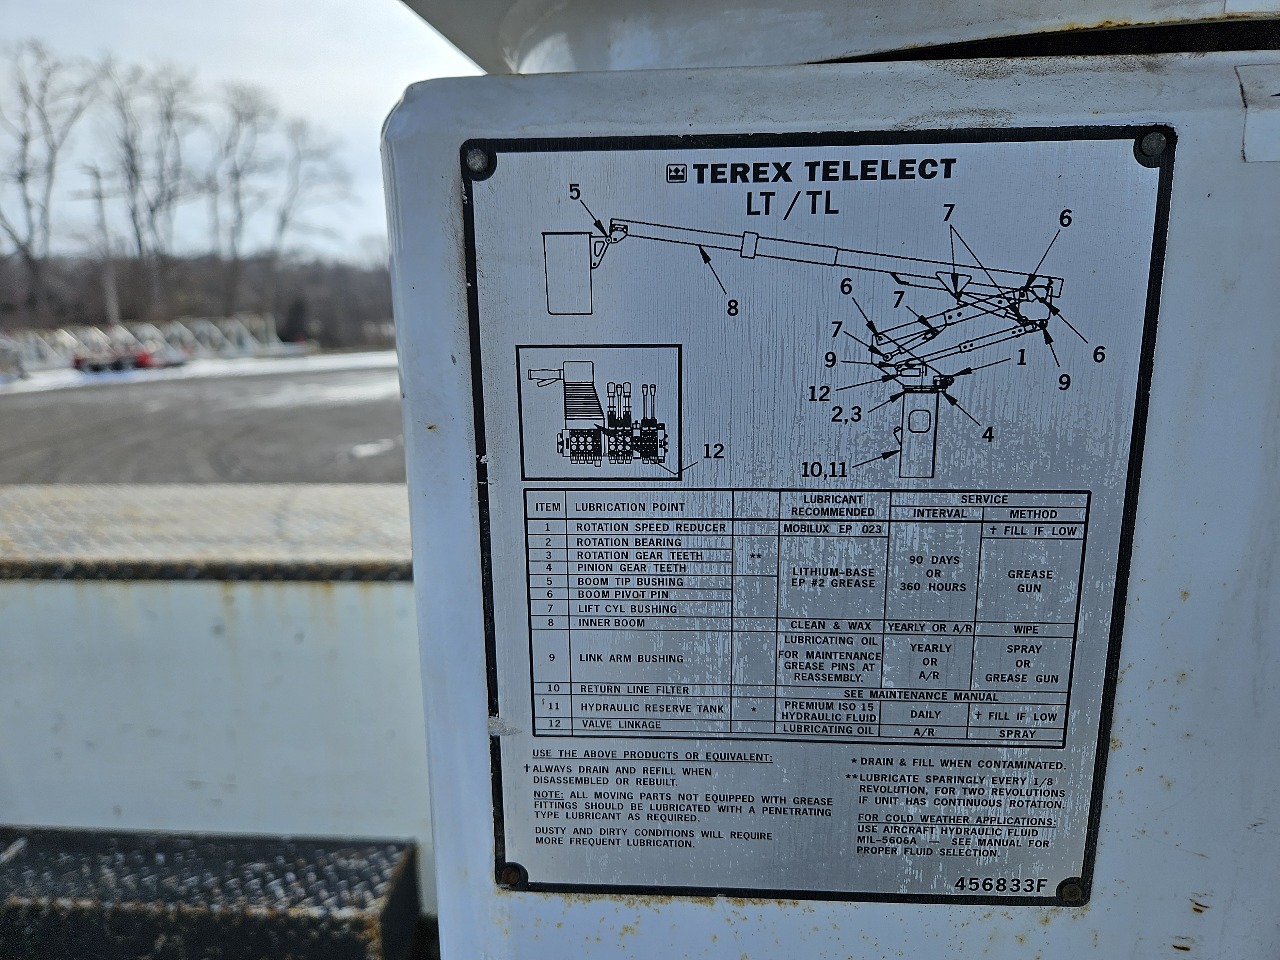 TEREX TELELECT
LT / TL
5
7
6
8
6
7
7
9
12
2,3
1
6
9
4
10,11
12
ITEM LUBRICATION POINT LUBRICANT RECOMMENDED SERVICE
INTERVAL METHOD
1 ROTATION SPEED REDUCER MOBILUX EP 023 † FILL IF LOW
2 ROTATION BEARING
3 ROTATION GEAR TEETH **
4 PINION GEAR TEETH
5 BOOM TIP BUSHING
6 BOOM PIVOT PIN
7 LIFT CYL BUSHING
LITHIUM-BASE
EP #2 GREASE
90 DAYS
OR
360 HOURS
GREASE
GUN
8 INNER BOOM CLEAN & WAX YEARLY OR A/R WIPE
9 LINK ARM BUSHING
LUBRICATING OIL
FOR MAINTENANCE
GREASE PINS AT
REASSEMBLY.
YEARLY
OR
A/R
SPRAY
OR
GREASE GUN
10 RETURN LINE FILTER SEE MAINTENANCE MANUAL
11 HYDRAULIC RESERVE TANK * PREMIUM ISO 15
HYDRAULIC FLUID DAILY † FILL IF LOW
12 VALVE LINKAGE LUBRICATING OIL A/R SPRAY
USE THE ABOVE PRODUCTS OR EQUIVALENT:
†ALWAYS DRAIN AND REFILL WHEN
DISASSEMBLED OR REBUILT.
NOTE: ALL MOVING PARTS NOT EQUIPPED WITH GREASE
FITTINGS SHOULD BE LUBRICATED WITH A PENETRATING
TYPE LUBRICANT AS REQUIRED.
DUSTY AND DIRTY CONDITIONS WILL REQUIRE
MORE FREQUENT LUBRICATION.
* DRAIN & FILL WHEN CONTAMINATED.
**LUBRICATE SPARINGLY EVERY 1/8
REVOLUTION, FOR TWO REVOLUTIONS
IF UNIT HAS CONTINUOUS ROTATION.
FOR COLD WEATHER APPLICATIONS:
USE AIRCRAFT HYDRAULIC FLUID
MIL-5606A — SEE MANUAL FOR
PROPER FLUID SELECTION.
456833F